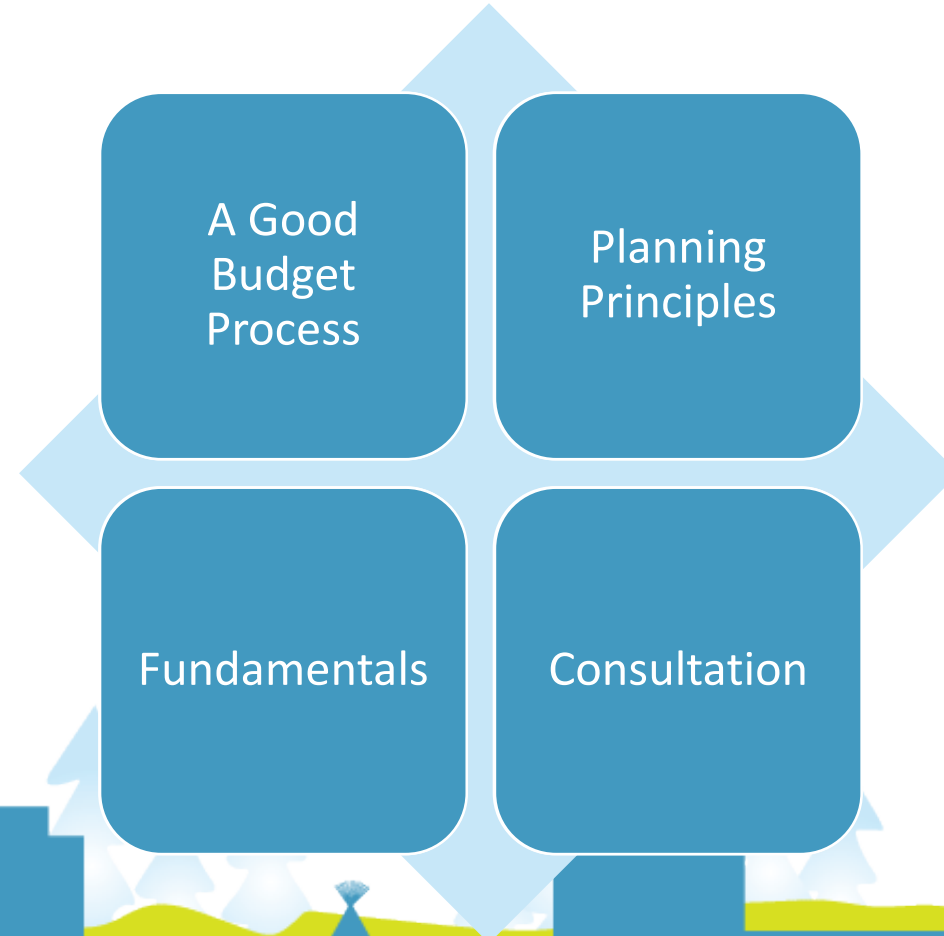 A Good
Budget
Process
Planning
Principles
Fundamentals
Consultation